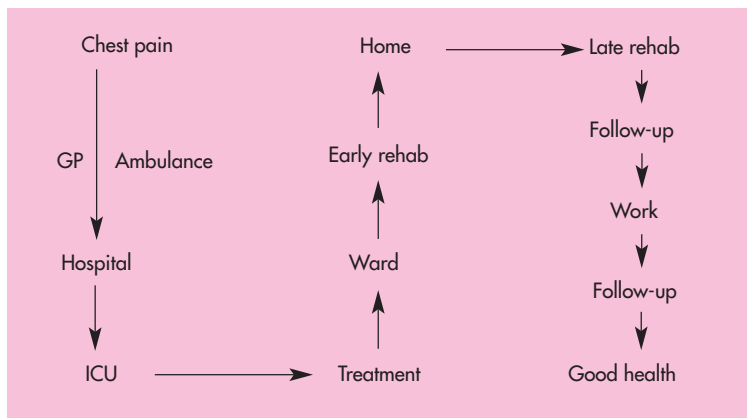 Chest pain
GP
Ambulance
Hospital
ICU
Treatment
Ward
Early rehab
Home
Late rehab
Follow-up
Work
Follow-up
Good health